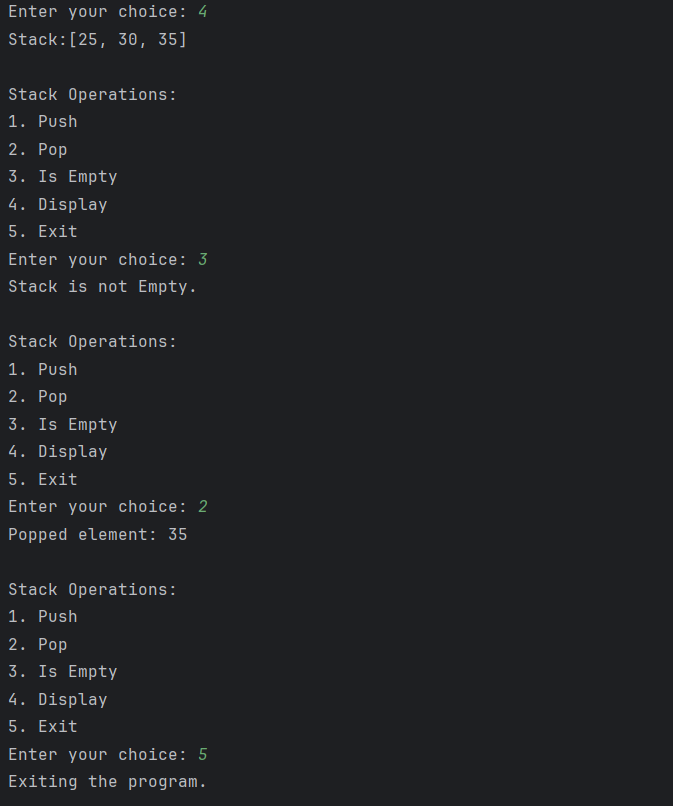 Enter your choice: 4
Stack:[25, 30, 35]
Stack Operations:
1. Push
2. Pop
3. Is Empty
4. Display
5. Exit
Enter your choice: 3
Stack is not Empty.
Stack Operations:
1. Push
2. Pop
3. Is Empty
4. Display
5. Exit
Enter your choice: 2
Popped element: 35
Stack Operations:
1. Push
2. Pop
3. Is Empty
4. Display
5. Exit
Enter your choice: 5
Exiting the program.